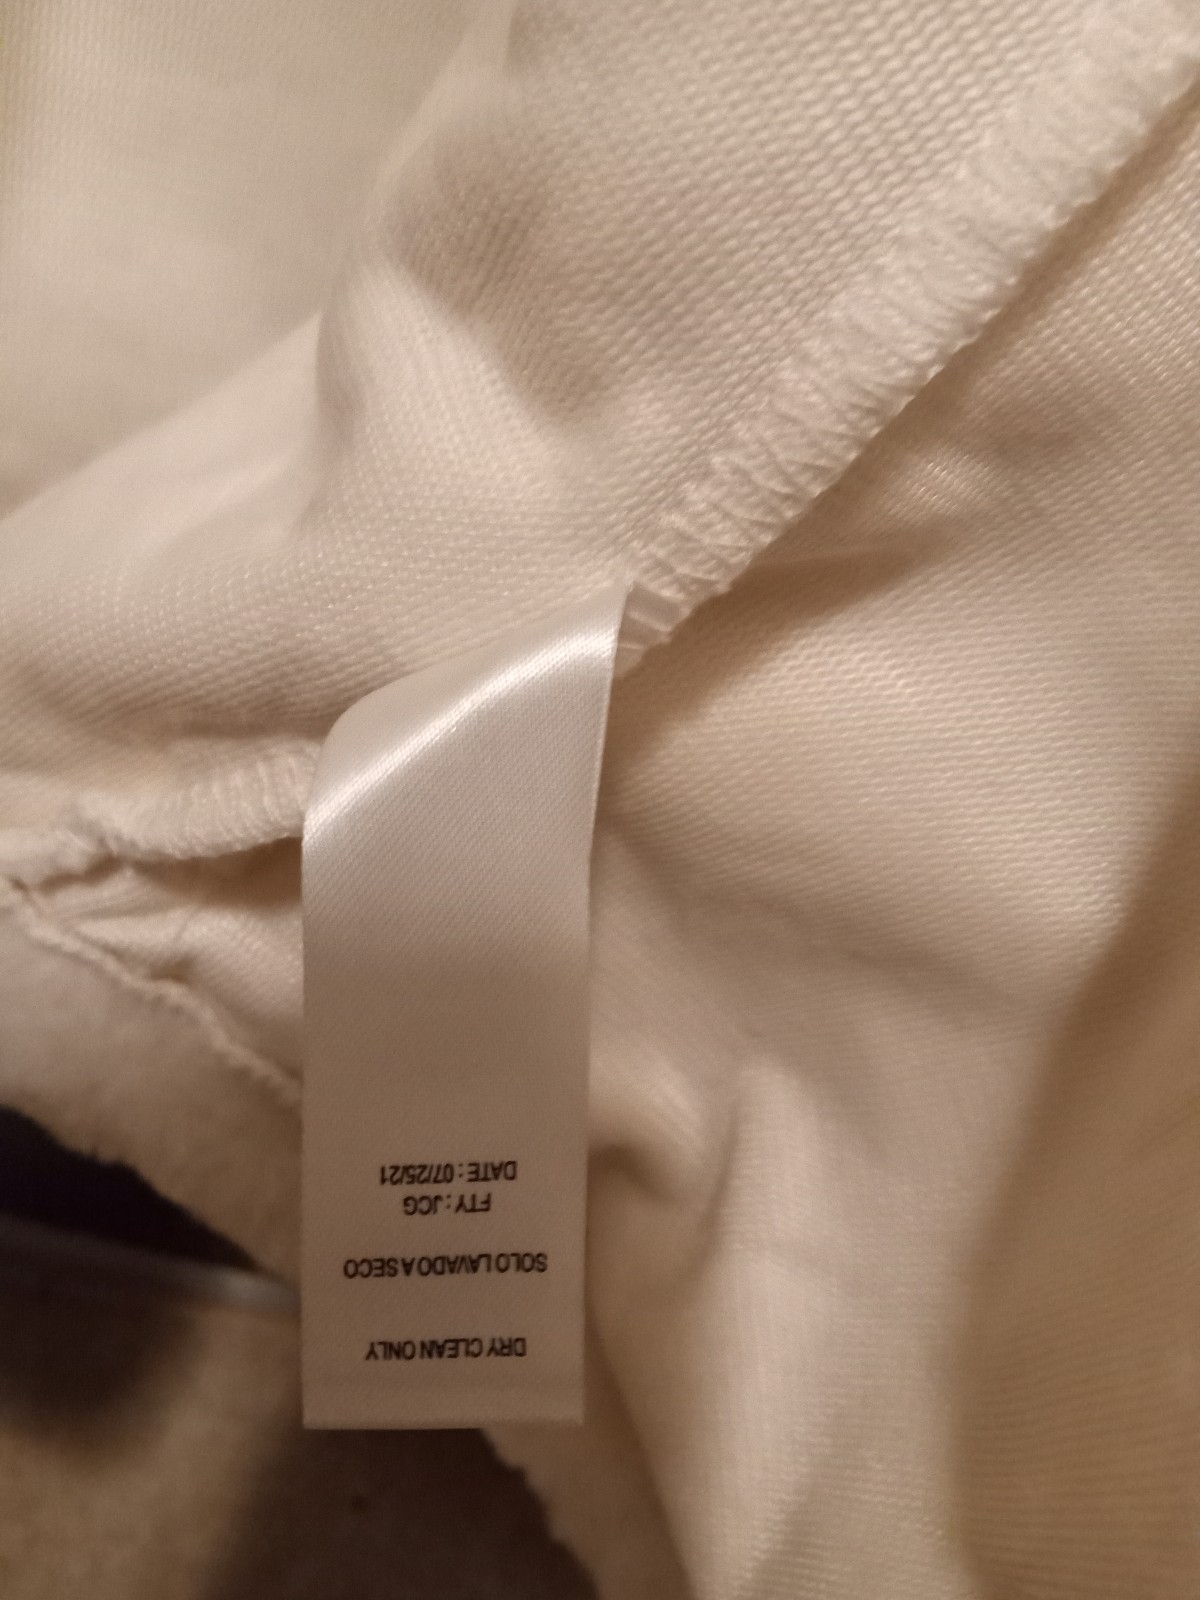 DRY CLEAN ONLY
SOLO LAVADO A SECO
FTY: JCG
DATE: 07/25/21